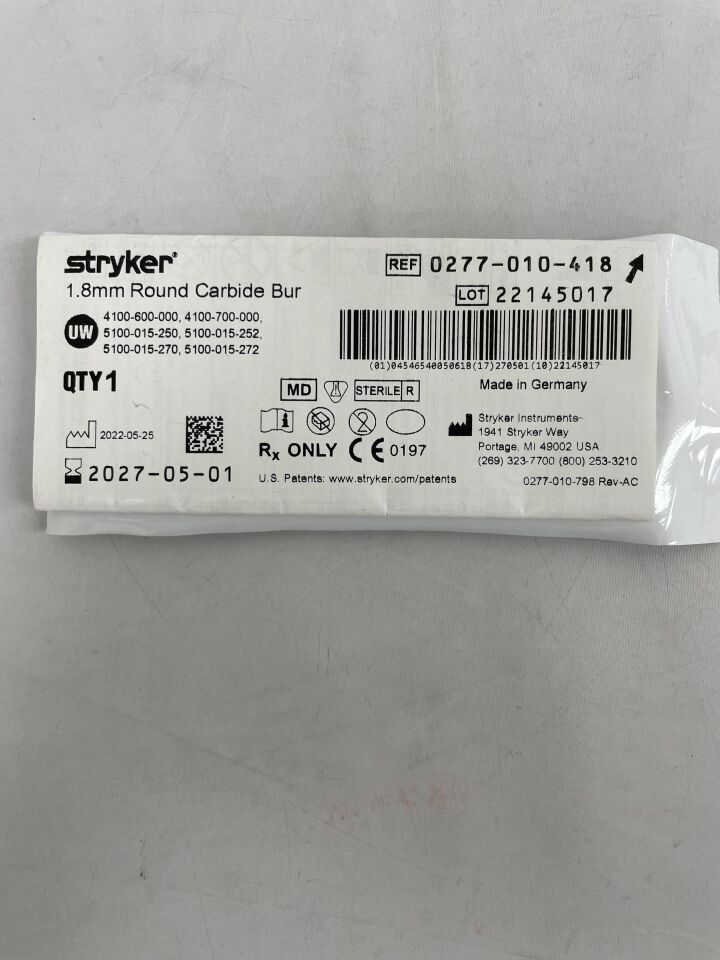 stryker®
1.8mm Round Carbide Bur
UW 4100-600-000, 4100-700-000,
5100-015-250, 5100-015-252,
5100-015-270, 5100-015-272
QTY1
2022-05-25
2027-05-01
REF 0277-010-418
LOT 22145017
(01)04546540050618(17)270501(10)22145017
MD STERILE R
Made in Germany
Rx ONLY CE 0197
U.S. Patents: www.stryker.com/patents
Stryker Instruments
1941 Stryker Way
Portage, MI 49002 USA
(269) 323-7700 (800) 253-3210
0277-010-798 Rev-AC